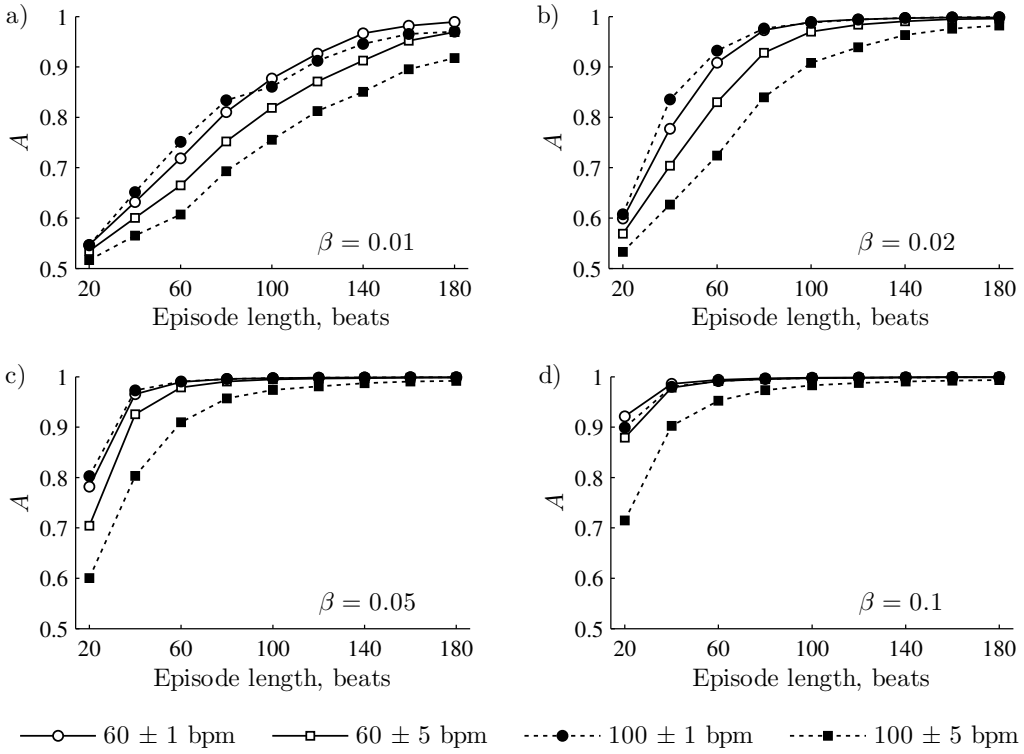 a)
1
0.9
0.8
0.7
0.6
0.5
A
β = 0.01
20 60 100 140 180
Episode length, beats
b)
1
0.9
0.8
0.7
0.6
0.5
A
β = 0.02
20 60 100 140 180
Episode length, beats
c)
1
0.9
0.8
0.7
0.6
0.5
A
β = 0.05
20 60 100 140 180
Episode length, beats
d)
1
0.9
0.8
0.7
0.6
0.5
A
β = 0.1
20 60 100 140 180
Episode length, beats
60 ± 1 bpm 60 ± 5 bpm 100 ± 1 bpm 100 ± 5 bpm